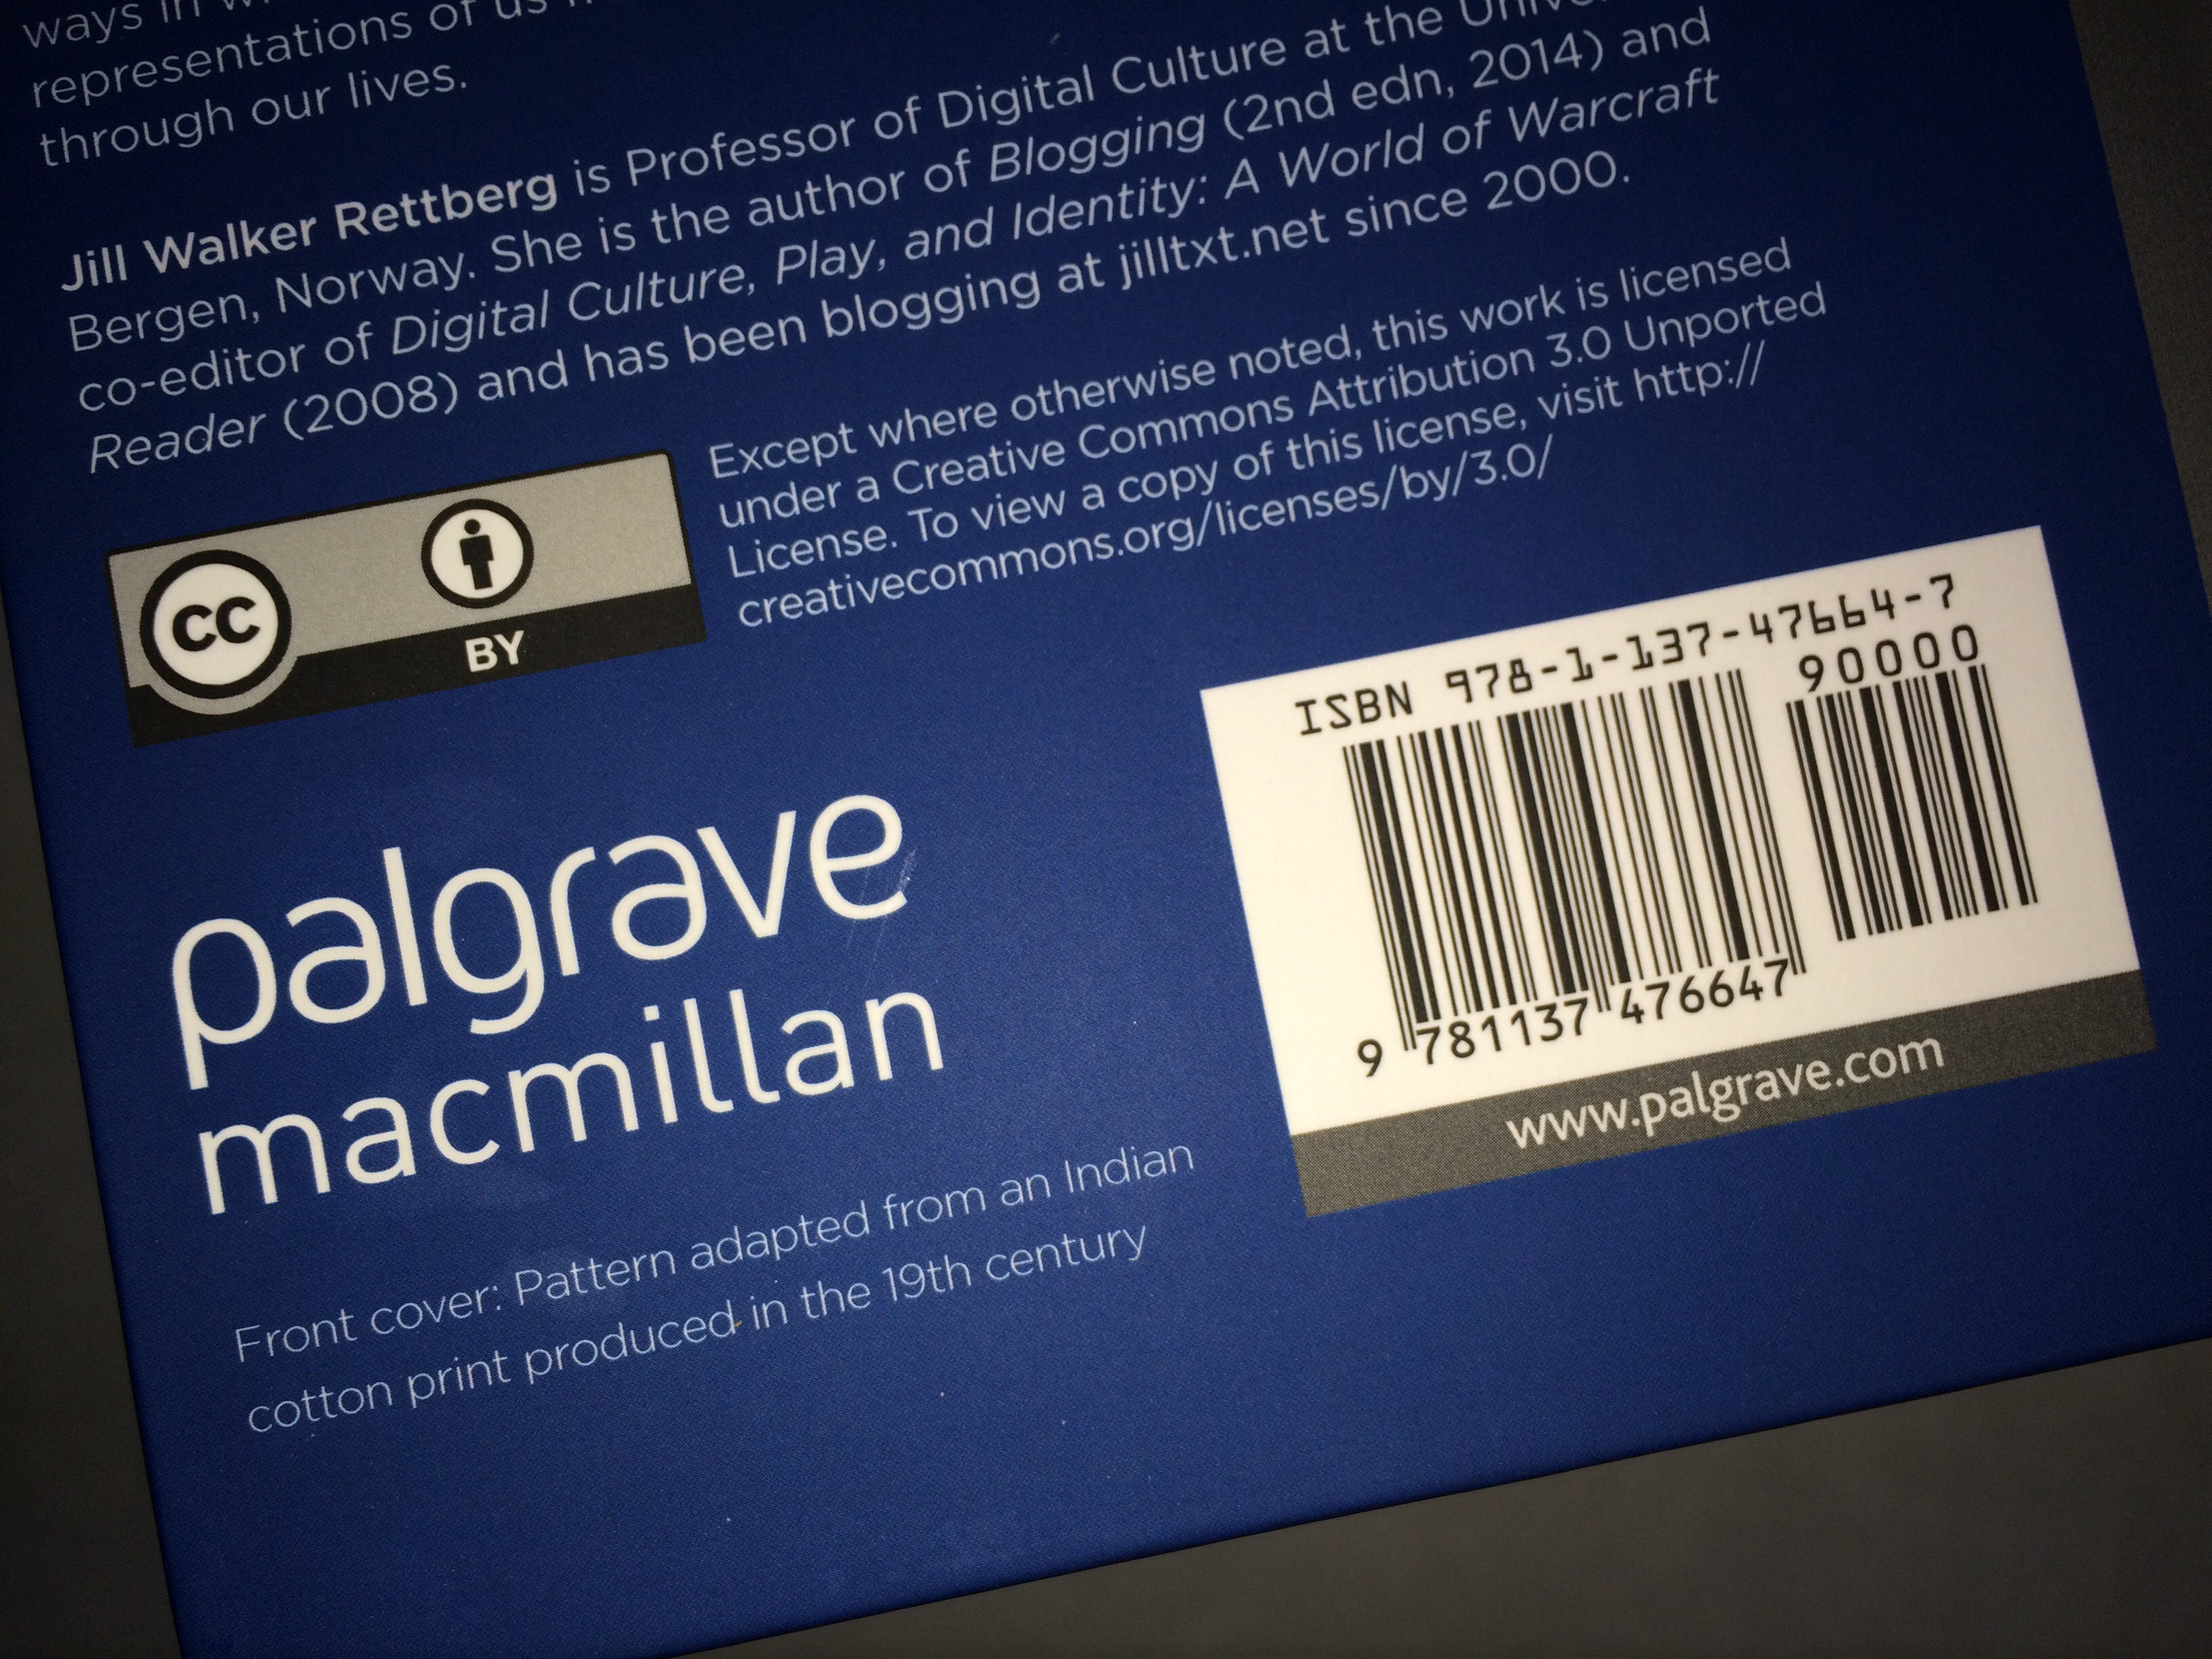 ways in
representations of us
through our lives.
Jill Walker Rettberg is Professor of Digital Culture at the
Bergen, Norway. She is the author of Blogging (2nd edn, 2014) and
co-editor of Digital Culture, Play, and Identity: A World of Warcraft
Reader (2008) and has been blogging at jilltxt.net since 2000.
Except where otherwise noted, this work is licensed
under a Creative Commons Attribution 3.0 Unported
License. To view a copy of this license, visit http://
creativecommons.org/licenses/by/3.0/
cc
BY
ISBN 978-1-137-47664-7
90000
9 781137 476647
www.palgrave.com
palgrave
macmillan
Front cover: Pattern adapted from an Indian
cotton print produced in the 19th century